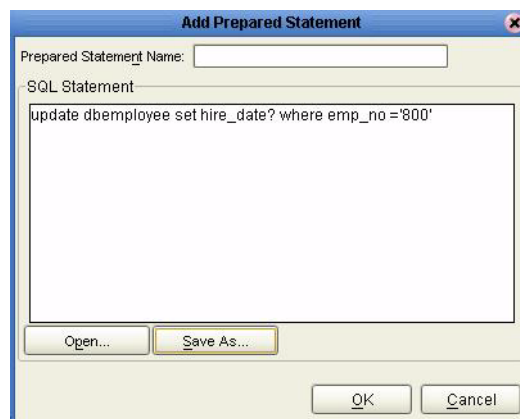 Add Prepared Statement
Prepared Statement Name:
SQL Statement
update dbemployee set hire_date? where emp_no ='800'
Open...
Save As...
OK
Cancel